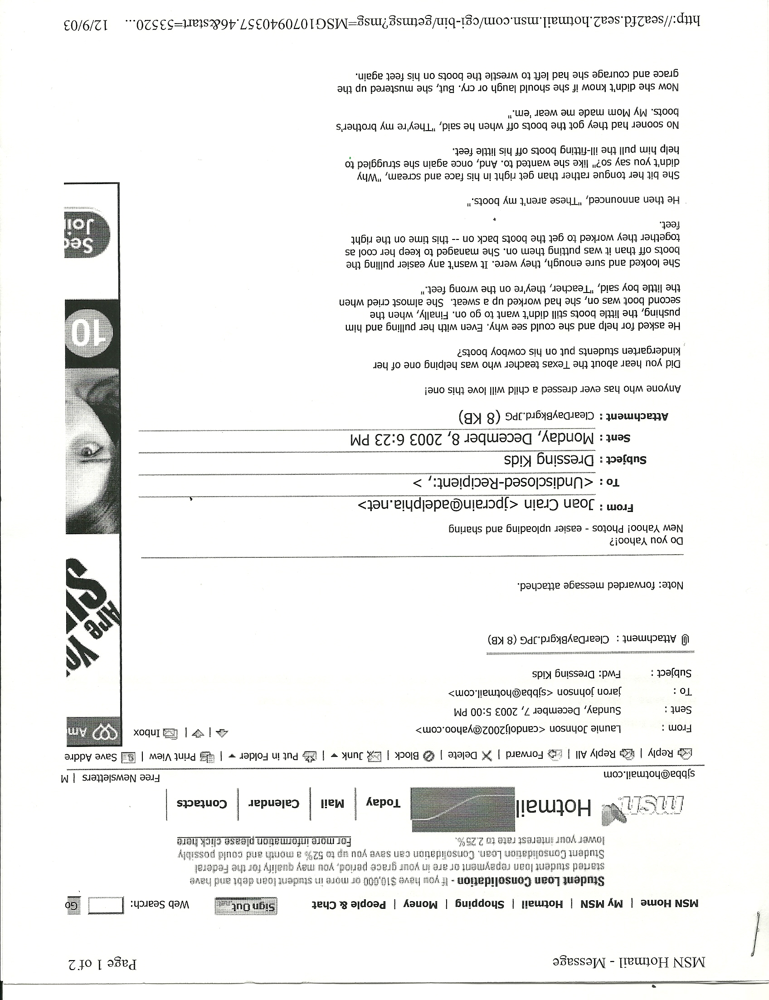 MSN Hotmail - Message
Page 1 of 2
MSN Home | My MSN | Hotmail | Shopping | Money | People & Chat
Sign Out
Web Search:
Go
Student Loan Consolidation - If you have $10,000 or more in student loan debt and have
started student loan repayment or are in your grace period, you may qualify for the Federal
Student Consolidation Loan. Consolidation can save you up to 52% a month and could possibly
lower your interest rate to 2.25%.
For more information please click here
msn Hotmail
Today | Mail | Calendar | Contacts
sjbba@hotmail.com
Free Newsletters | M
Reply | Reply All | Forward | Delete | Block | Junk | Put in Folder | Print View | Save Addre
Inbox
From : Launie Johnson <candolj2002@yahoo.com>
Sent : Sunday, December 7, 2003 5:00 PM
To : jaron johnson <sjbba@hotmail.com>
Subject : Fwd: Dressing Kids
Attachment : ClearDayBkgrd.JPG (8 KB)
Note: forwarded message attached.
Do you Yahoo!?
New Yahoo! Photos - easier uploading and sharing
From : Joan Crain <jpcrain@adelphia.net>
To : <Undisclosed-Recipient:, >
Subject : Dressing Kids
Sent : Monday, December 8, 2003 6:23 PM
Attachment : ClearDayBkgrd.JPG (8 KB)
Anyone who has ever dressed a child will love this one!
Did you hear about the Texas teacher who was helping one of her
kindergarten students put on his cowboy boots?
He asked for help and she could see why. Even with her pulling and him
pushing, the little boots still didn't want to go on. Finally, when the
second boot was on, she had worked up a sweat. She almost cried when
the little boy said, "Teacher, they're on the wrong feet."
She looked and sure enough, they were. It wasn't any easier pulling the
boots off than it was putting them on. She managed to keep her cool as
together they worked to get the boots back on -- this time on the right
feet.
He then announced, "These aren't my boots."
She bit her tongue rather than get right in his face and scream, "Why
didn't you say so?" like she wanted to. And, once again she struggled to
help him pull the ill-fitting boots off his little feet.
No sooner had they got the boots off when he said, "They're my brother's
boots. My Mom made me wear 'em."
Now she didn't know if she should laugh or cry. But, she mustered up the
grace and courage she had left to wrestle the boots on his feet again.
Am
Are Yo
10
Sea
Joi
http://sea2fd.sea2.hotmail.msn.com/cgi-bin/getmsg?msg=MSG1070940357.46&start=53520...
12/9/03